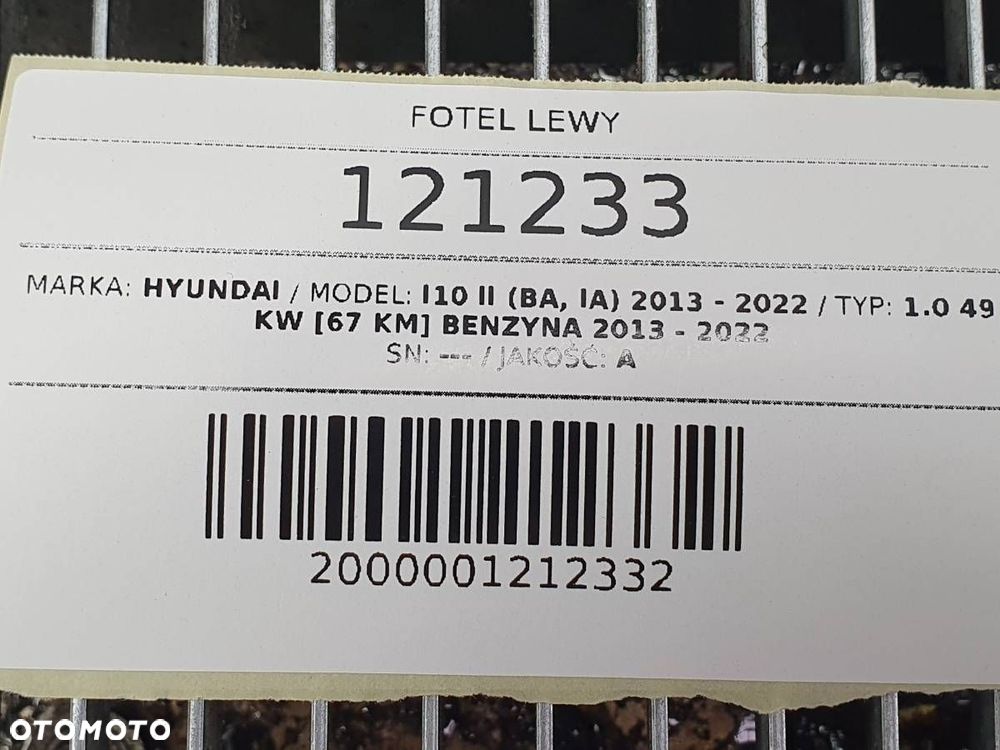 FOTEL LEWY
121233
MARKA: HYUNDAI / MODEL: I10 II (BA, IA) 2013 - 2022 / TYP: 1.0 49
KW [67 KM] BENZYNA 2013 - 2022
SN: --- / JAKOŚĆ: A
2000001212332
OTOMOTO